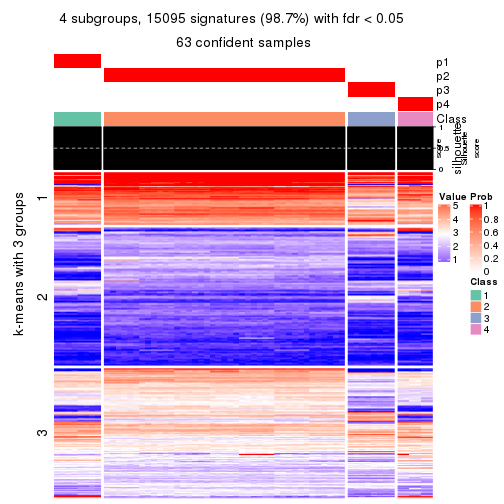 4 subgroups, 15095 signatures (98.7%) with fdr < 0.05
63 confident samples
p1
p2
p3
p4
Class
1
0.5
0
silhouette
Silhouette
score
k-means with 3 groups
1
2
3
Value
5
4
3
2
1
Prob
1
0.8
0.6
0.4
0.2
0
Class
1
2
3
4